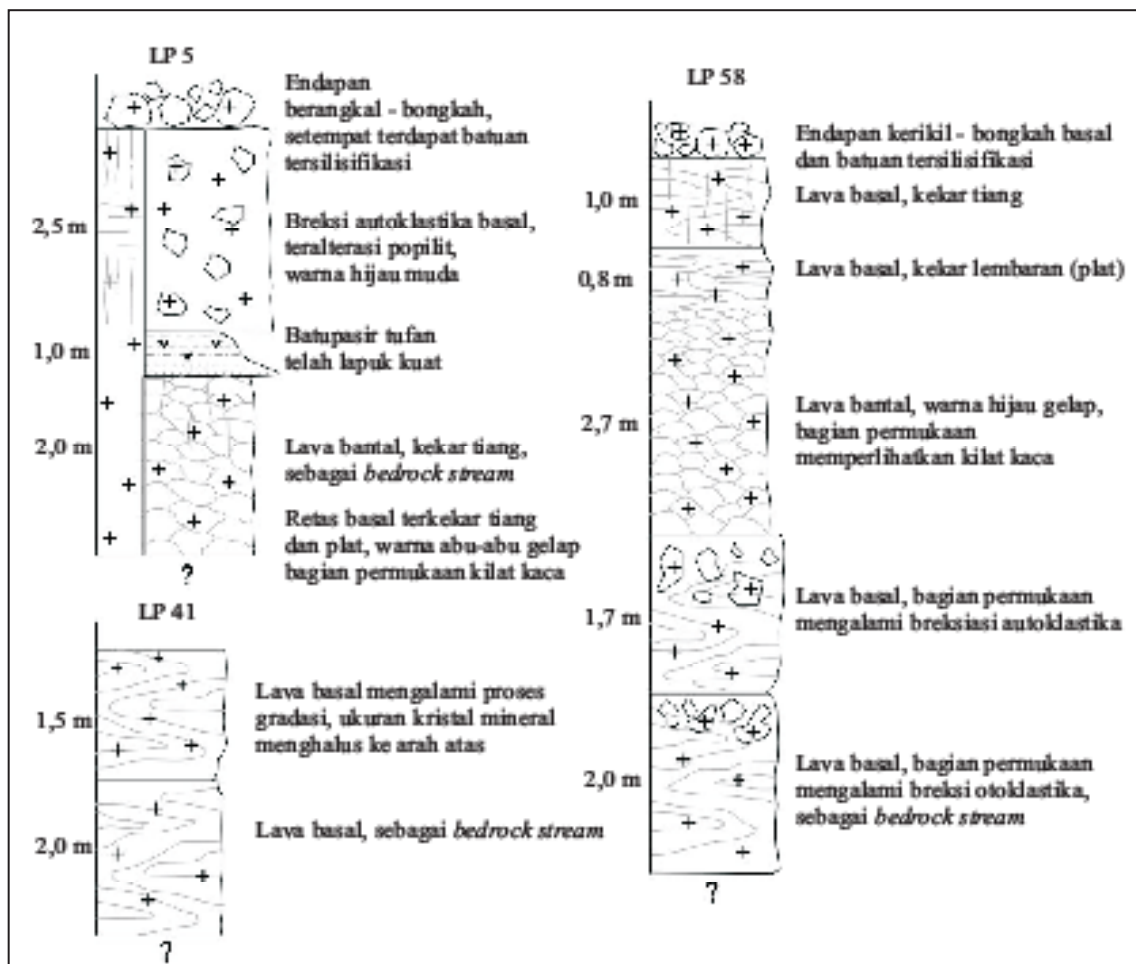 LP 5
Endapan
berangkal - bongkah,
setempat terdapat batuan
tersilisifikasi
2,5 m
Breksi autoklastika basal,
teralterasi popilit,
warna hijau muda
1,0 m
Batupasir tufan
telah lapuk kuat
2,0 m
Lava bantal, kekar tiang,
sebagai bedrock stream
Retas basal terkekar tiang
dan plat, warna abu-abu gelap
bagian permukaan kilat kaca
?
LP 41
1,5 m
Lava basal mengalami proses
gradasi, ukuran kristal mineral
menghalus ke arah atas
2,0 m
Lava basal, sebagai bedrock stream
?
LP 58
Endapan kerikil - bongkah basal
dan batuan tersilisifikasi
1,0 m
Lava basal, kekar tiang
0,8 m
Lava basal, kekar lembaran (plat)
2,7 m
Lava bantal, warna hijau gelap,
bagian permukaan
memperlihatkan kilat kaca
1,7 m
Lava basal, bagian permukaan
mengalami breksiasi autoklastika
2,0 m
Lava basal, bagian permukaan
mengalami breksi otoklastika,
sebagai bedrock stream
?